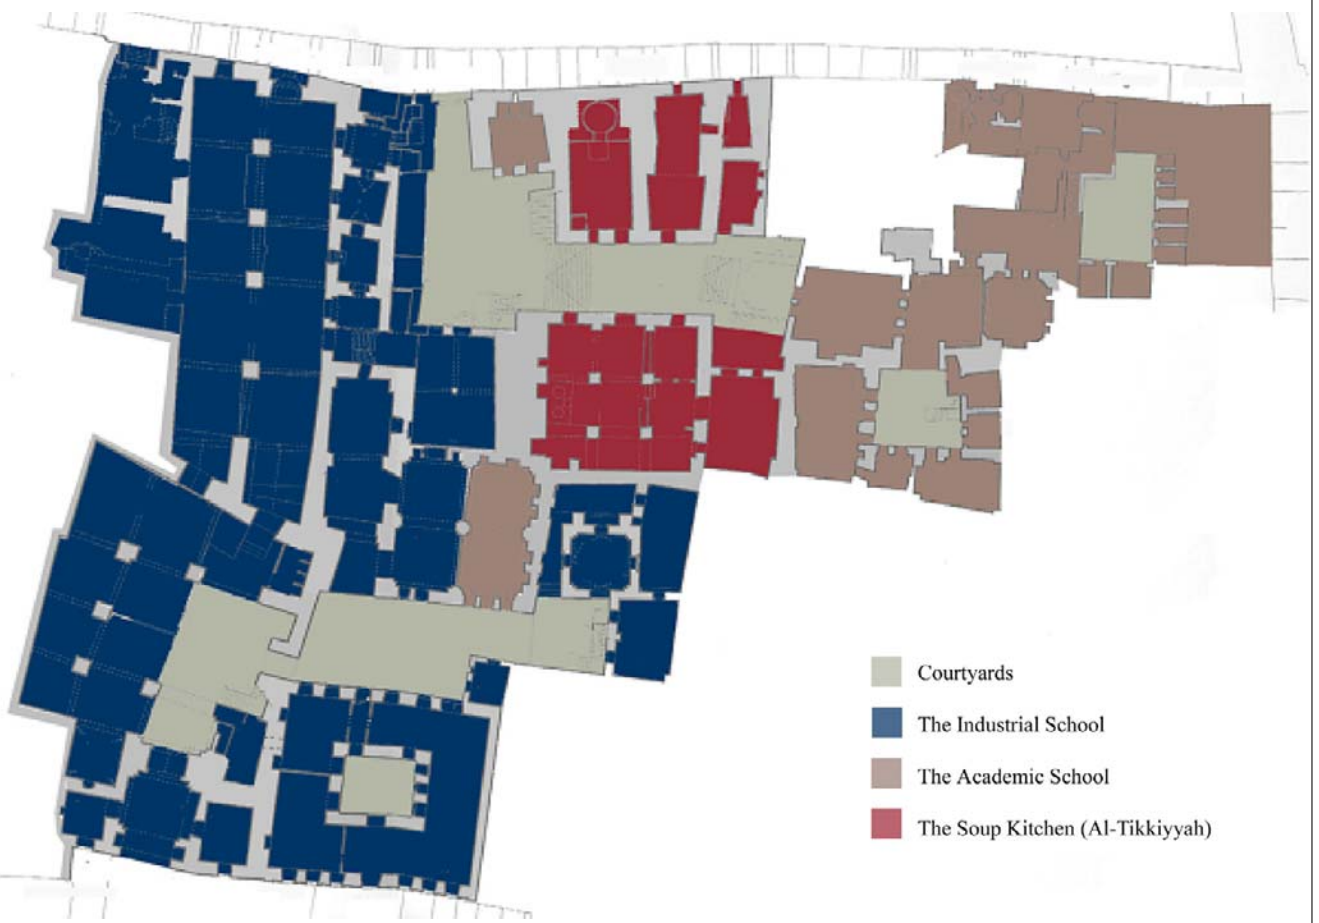 Courtyards
The Industrial School
The Academic School
The Soup Kitchen (Al-Tikkiyyah)